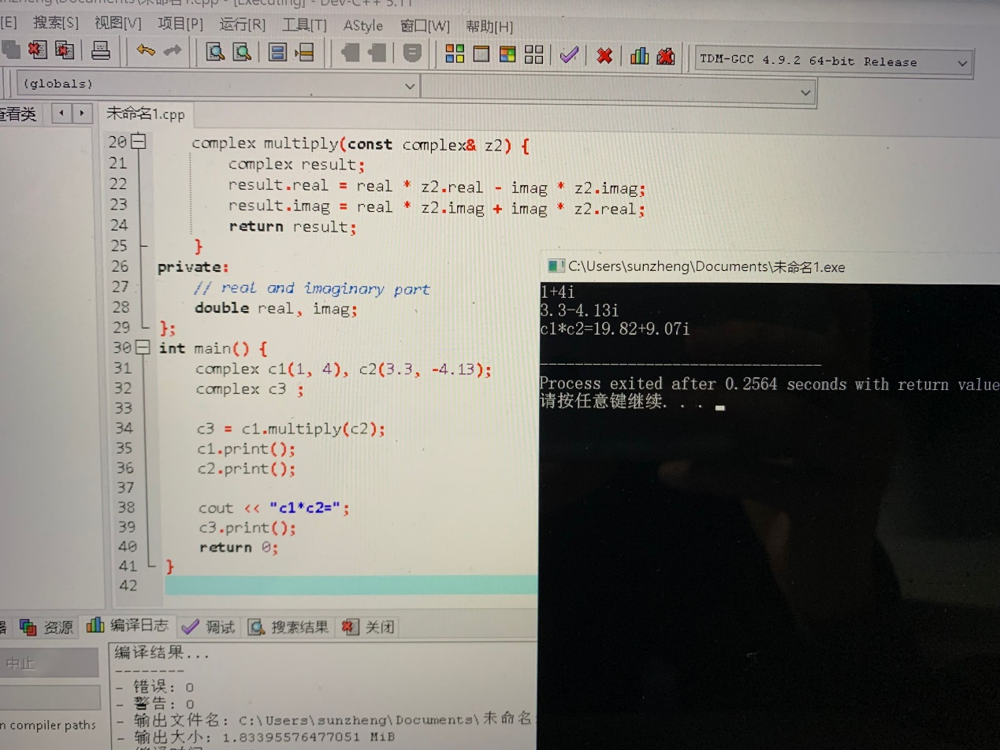 \Documents\未命名1.cpp - [Executing] - Dev-C++ 5.11
[E] 搜索[S] 视图[V] 项目[P] 运行[R] 工具[T] AStyle 窗口[W] 帮助[H]
TDM-GCC 4.9.2 64-bit Release
(globals)
查看类 未命名1.cpp
20 complex multiply(const complex& z2) {
21 complex result;
22 result.real = real * z2.real - imag * z2.imag;
23 result.imag = real * z2.imag + imag * z2.real;
24 return result;
25 }
26 private:
27 // real and imaginary part
28 double real, imag;
29 };
30 int main() {
31 complex c1(1, 4), c2(3.3, -4.13);
32 complex c3 ;
33
34 c3 = c1.multiply(c2);
35 c1.print();
36 c2.print();
37
38 cout << "c1*c2=";
39 c3.print();
40 return 0;
41 }
42
C:\Users\sunzheng\Documents\未命名1.exe
1+4i
3.3-4.13i
c1*c2=19.82+9.07i
--------------------------------
Process exited after 0.2564 seconds with return value
请按任意键继续. . .
器 资源 编译日志 调试 搜索结果 关闭
中止
n compiler paths
编译结果...
--------
- 错误: 0
- 警告: 0
- 输出文件名: C:\Users\sunzheng\Documents\未命名
- 输出大小: 1.83395576477051 MiB